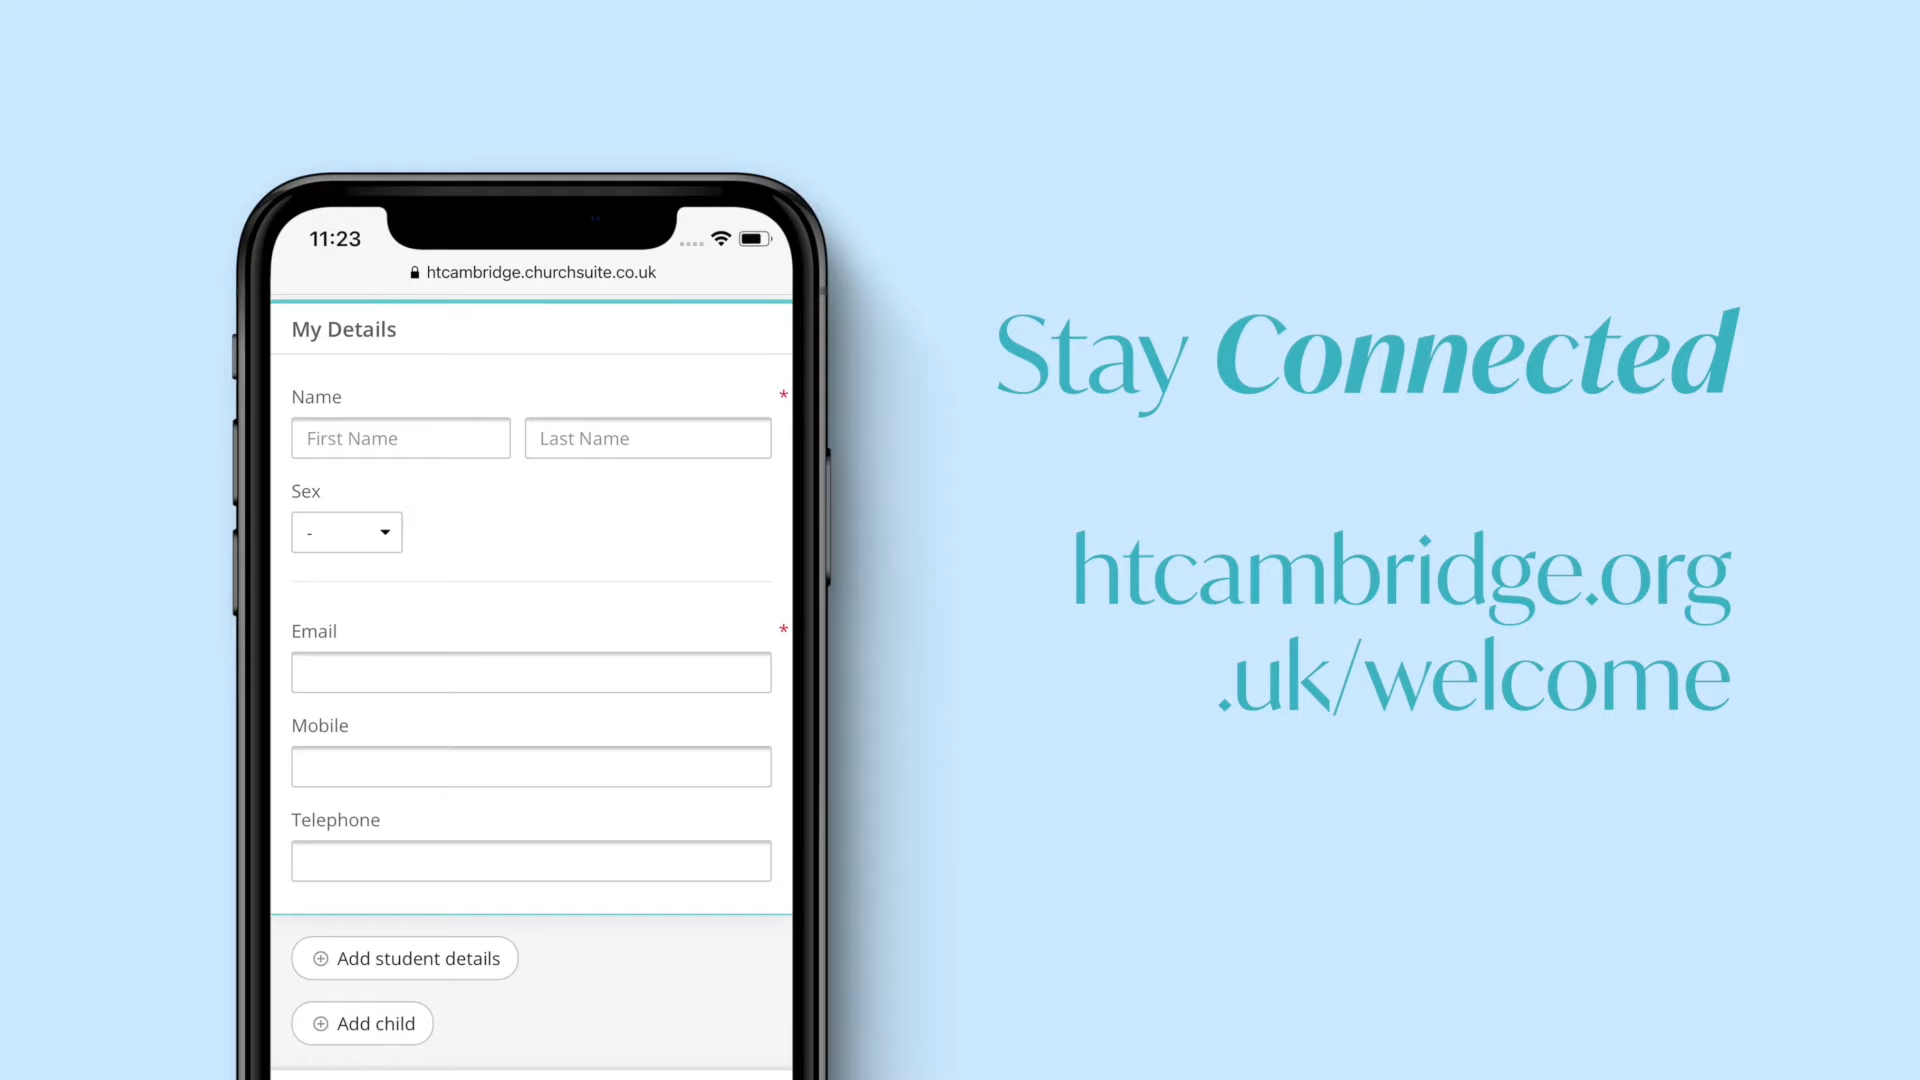 11:23
htcambridge.churchsuite.co.uk
My Details
Name *
First Name Last Name
Sex
-
Email *
Mobile
Telephone
Add student details
Add child
Stay Connected
htcambridge.org
.uk/welcome